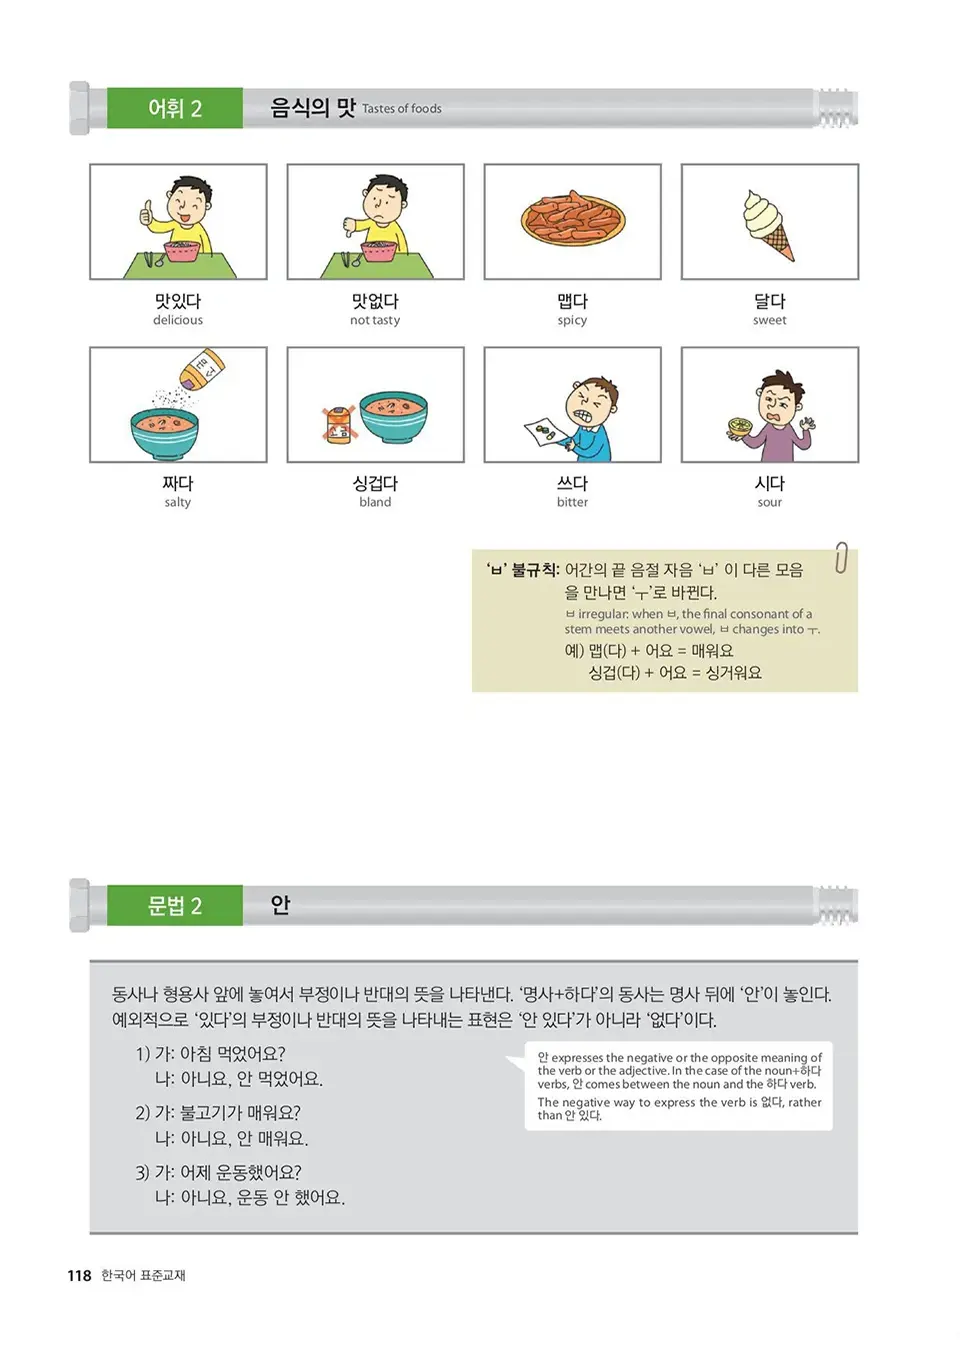 어휘 2
음식의 맛 Tastes of foods
맛있다
delicious
맛없다
not tasty
맵다
spicy
달다
sweet
소금
소금
짜다
salty
싱겁다
bland
쓰다
bitter
시다
sour
‘ㅂ’ 불규칙: 어간의 끝 음절 자음 ‘ㅂ’ 이 다른 모음
을 만나면 ‘ㅜ’로 바뀐다.
ㅂ irregular: when ㅂ, the final consonant of a
stem meets another vowel, ㅂ changes into ㅜ.
예) 맵(다) + 어요 = 매워요
싱겁(다) + 어요 = 싱거워요
문법 2
안
동사나 형용사 앞에 놓여서 부정이나 반대의 뜻을 나타낸다. ‘명사+하다’의 동사는 명사 뒤에 ‘안’이 놓인다.
예외적으로 ‘있다’의 부정이나 반대의 뜻을 나타내는 표현은 ‘안 있다’가 아니라 ‘없다’이다.
1) 가: 아침 먹었어요?
나: 아니요, 안 먹었어요.
2) 가: 불고기가 매워요?
나: 아니요, 안 매워요.
3) 가: 어제 운동했어요?
나: 아니요, 운동 안 했어요.
안 expresses the negative or the opposite meaning of
the verb or the adjective. In the case of the noun+하다
verbs, 안 comes between the noun and the 하다 verb.
The negative way to express the verb is 없다, rather
than 안 있다.
118 한국어 표준교재